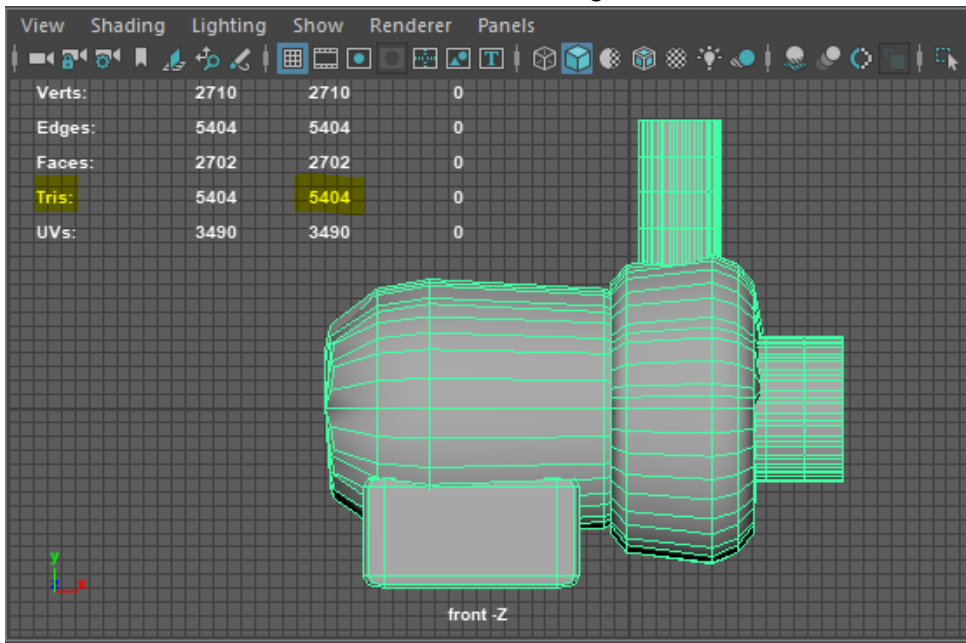 View Shading Lighting Show Renderer Panels
T
Verts: 2710 2710 0
Edges: 5404 5404 0
Faces: 2702 2702 0
Tris: 5404 5404 0
UVs: 3490 3490 0
y
z x
front -Z